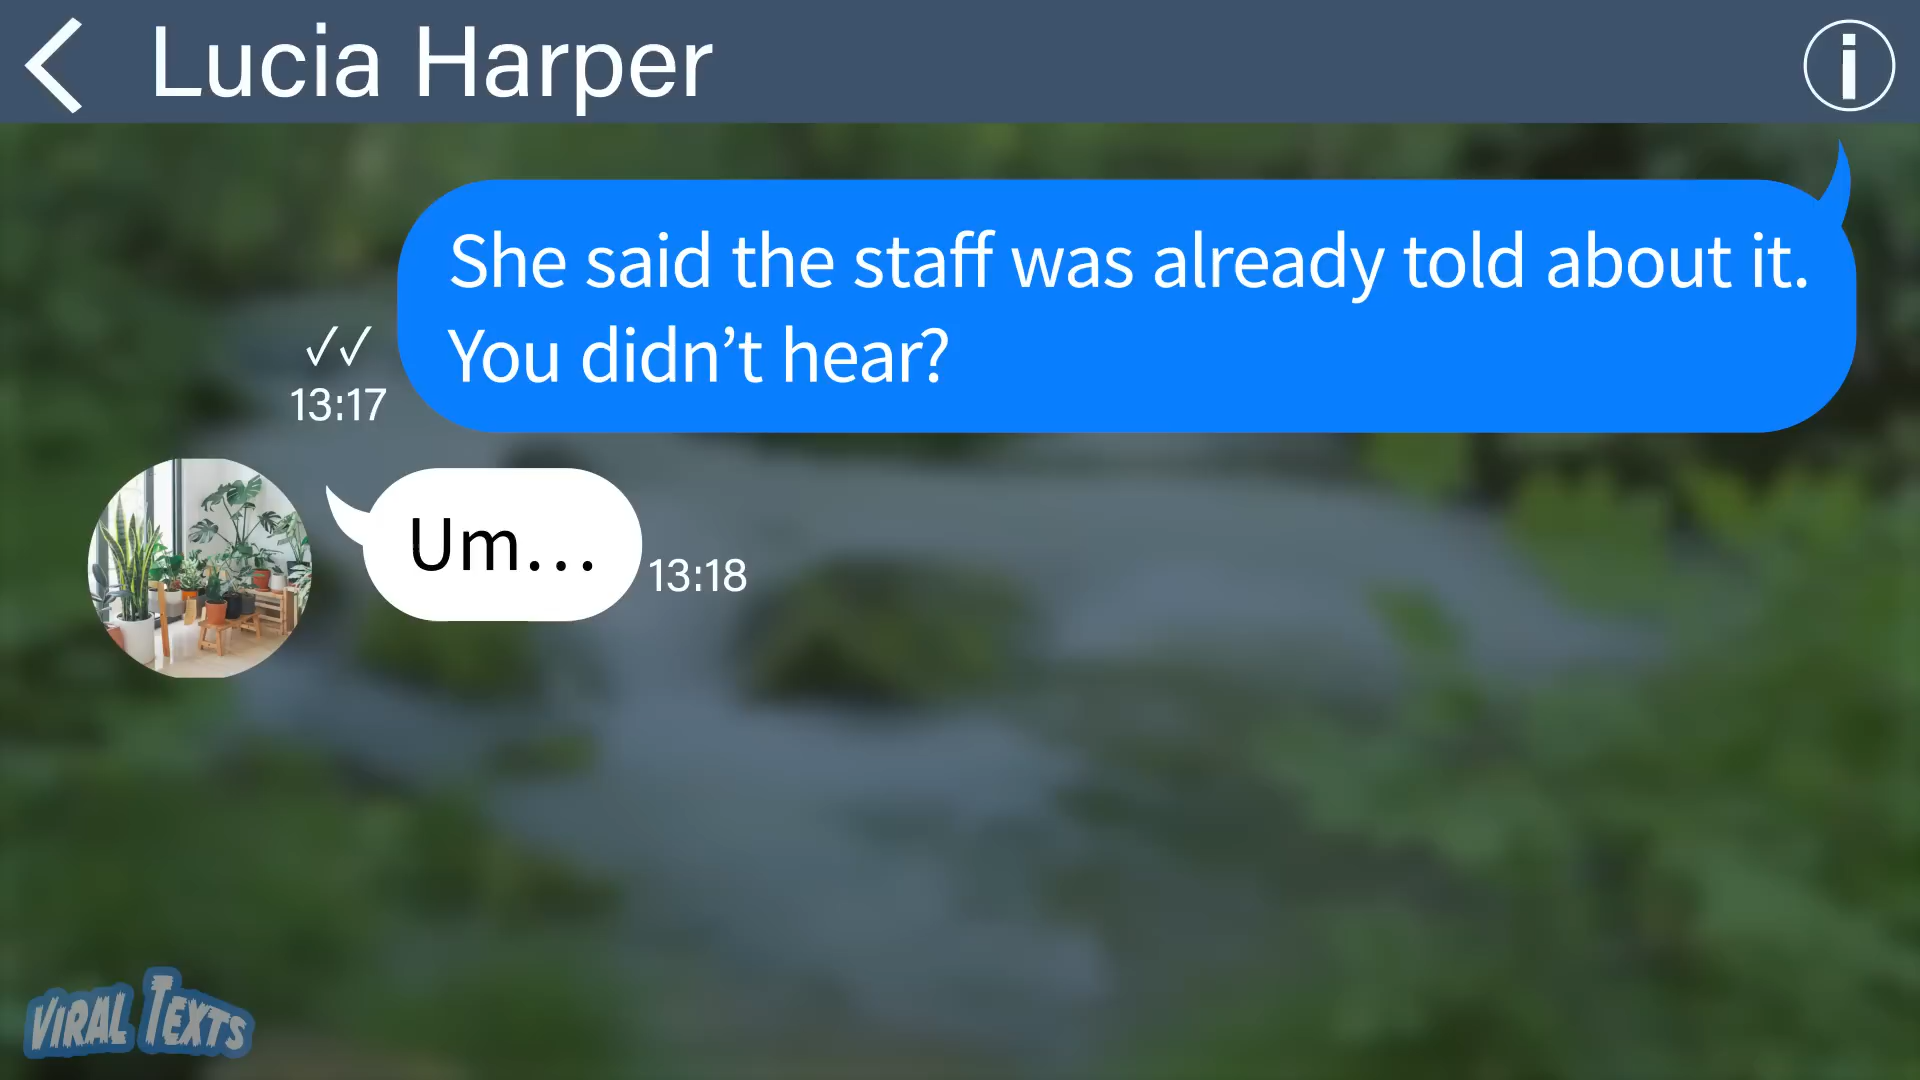 Lucia Harper
She said the staff was already told about it.
You didn’t hear?
13:17
Um...
13:18
VIRAL TEXTS